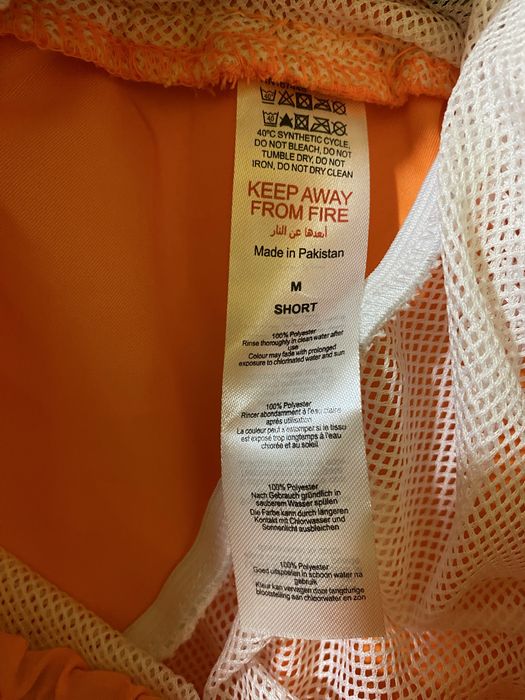 40°C SYNTHETIC CYCLE,
DO NOT BLEACH, DO NOT
TUMBLE DRY, DO NOT
IRON, DO NOT DRY CLEAN
KEEP AWAY
FROM FIRE
أبعدها عن النار
Made in Pakistan
M
SHORT
100% Polyester
Rinse thoroughly in clean water after
use
Colour may fade with prolonged
exposure to chlorinated water and sun
100% Polyester
Rincer abondamment à l'eau claire
après utilisation
La couleur peut s'estomper si le tissu
est exposé trop longtemps à l'eau
chlorée et au soleil
100% Polyester
Nach Gebrauch gründlich in
sauberem Wasser spülen
Die Farbe kann durch längeren
Kontakt mit Chlorwasser und
Sonnenlicht ausbleichen
100% Polyester
Goed uitspoelen in schoon water na
gebruik
Kleur kan vervagen door langdurige
blootstelling aan chloorwater en zon